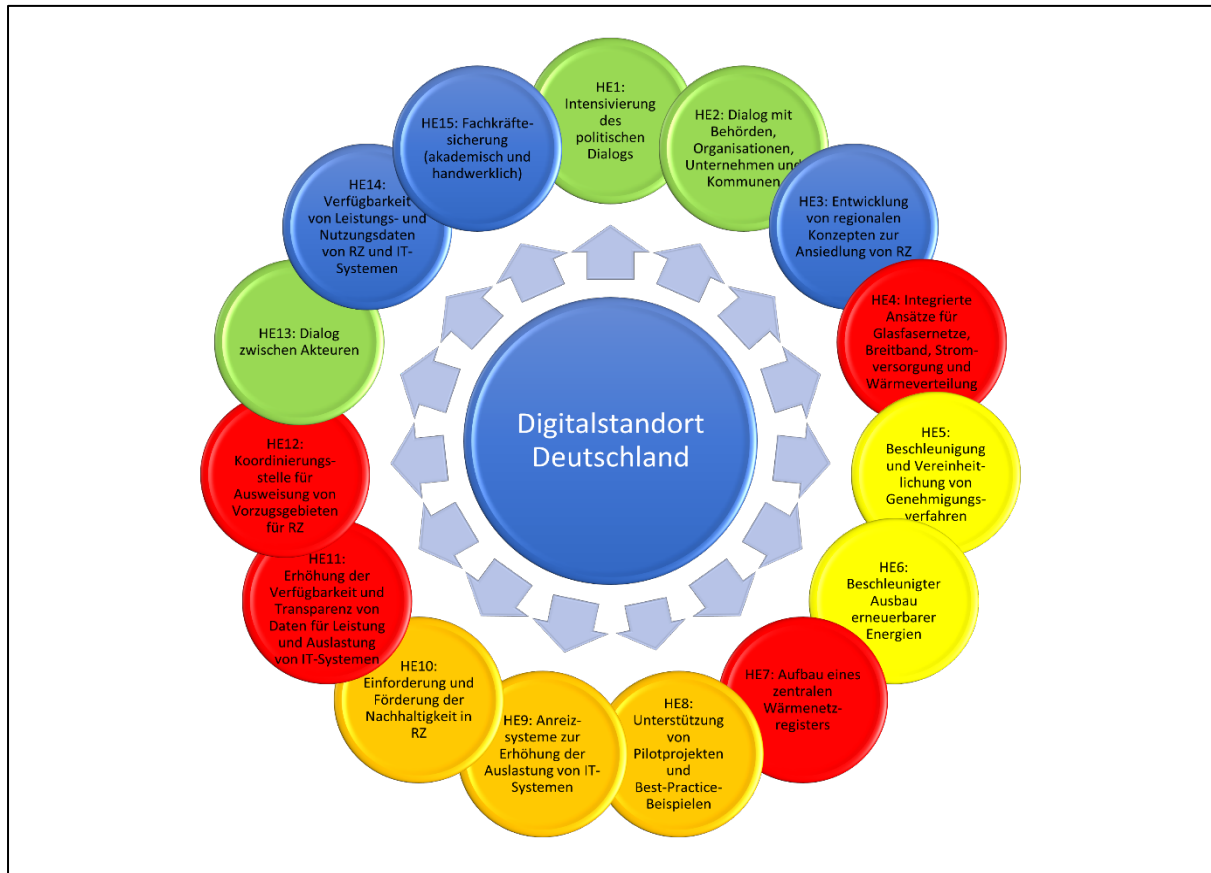 HE1:
Intensivierung
des
politischen
Dialogs
HE2: Dialog mit
Behörden,
Organisationen,
Unternehmen und
Kommunen
HE3: Entwicklung
von regionalen
Konzepten zur
Ansiedlung von RZ
HE4: Integrierte
Ansätze für
Glasfasernetze,
Breitband, Strom-
versorgung und
Wärmeverteilung
HE5:
Beschleunigung
und Vereinheit-
lichung von
Genehmigungs-
verfahren
HE6:
Beschleunigter
Ausbau
erneuerbarer
Energien
HE7: Aufbau eines
zentralen
Wärmenetz-
registers
HE8:
Unterstützung
von
Pilotprojekten
und
Best-Practice-
Beispielen
HE9: Anreiz-
systeme zur
Erhöhung der
Auslastung von IT-
Systemen
HE10:
Einforderung und
Förderung der
Nachhaltigkeit in
RZ
HE11:
Erhöhung der
Verfügbarkeit und
Transparenz von
Daten für Leistung
und Auslastung
von IT-Systemen
HE12:
Koordinierungs-
stelle für
Ausweisung von
Vorzugsgebieten
für RZ
HE13: Dialog
zwischen Akteuren
HE14:
Verfügbarkeit
von Leistungs- und
Nutzungsdaten
von RZ und IT-
Systemen
HE15: Fachkräfte-
sicherung
(akademisch und
handwerklich)
Digitalstandort
Deutschland